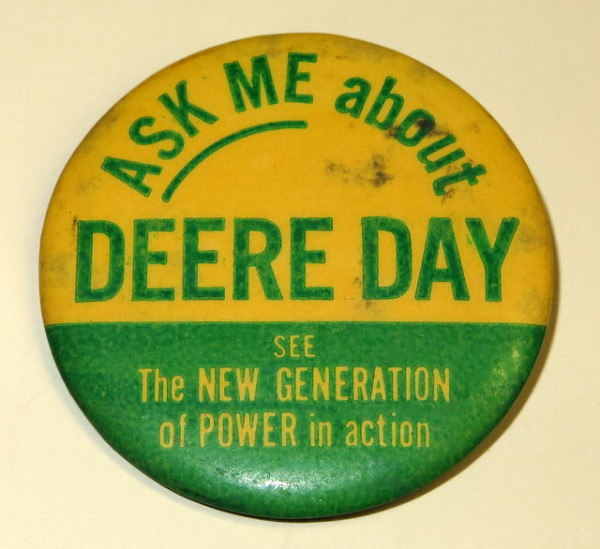 ASK ME about
DEERE DAY
SEE
The NEW GENERATION
of POWER in action